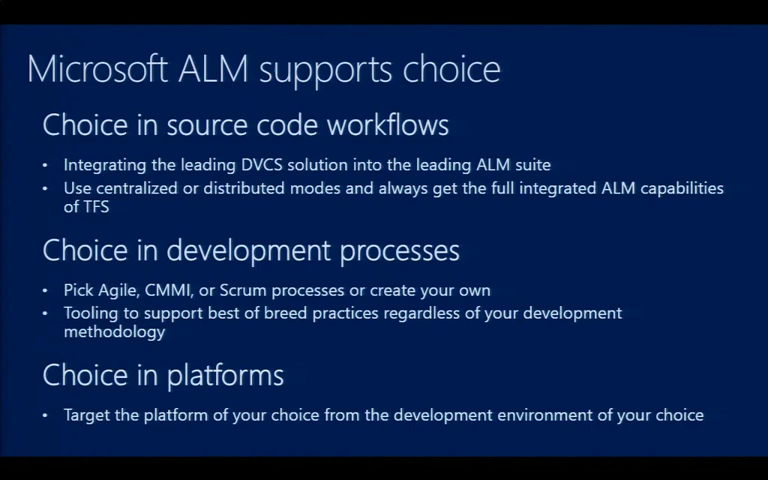 Microsoft ALM supports choice
Choice in source code workflows
• Integrating the leading DVCS solution into the leading ALM suite
• Use centralized or distributed modes and always get the full integrated ALM capabilities
of TFS
Choice in development processes
• Pick Agile, CMMI, or Scrum processes or create your own
• Tooling to support best of breed practices regardless of your development
methodology
Choice in platforms
• Target the platform of your choice from the development environment of your choice